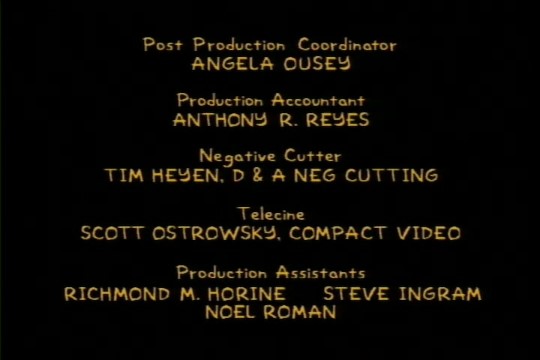 Post Production Coordinator
ANGELA OUSEY
Production Accountant
ANTHONY R. REYES
Negative Cutter
TIM HEYEN, D & A NEG CUTTING
Telecine
SCOTT OSTROWSKY, COMPACT VIDEO
Production Assistants
RICHMOND M. HORINE STEVE INGRAM
NOEL ROMAN